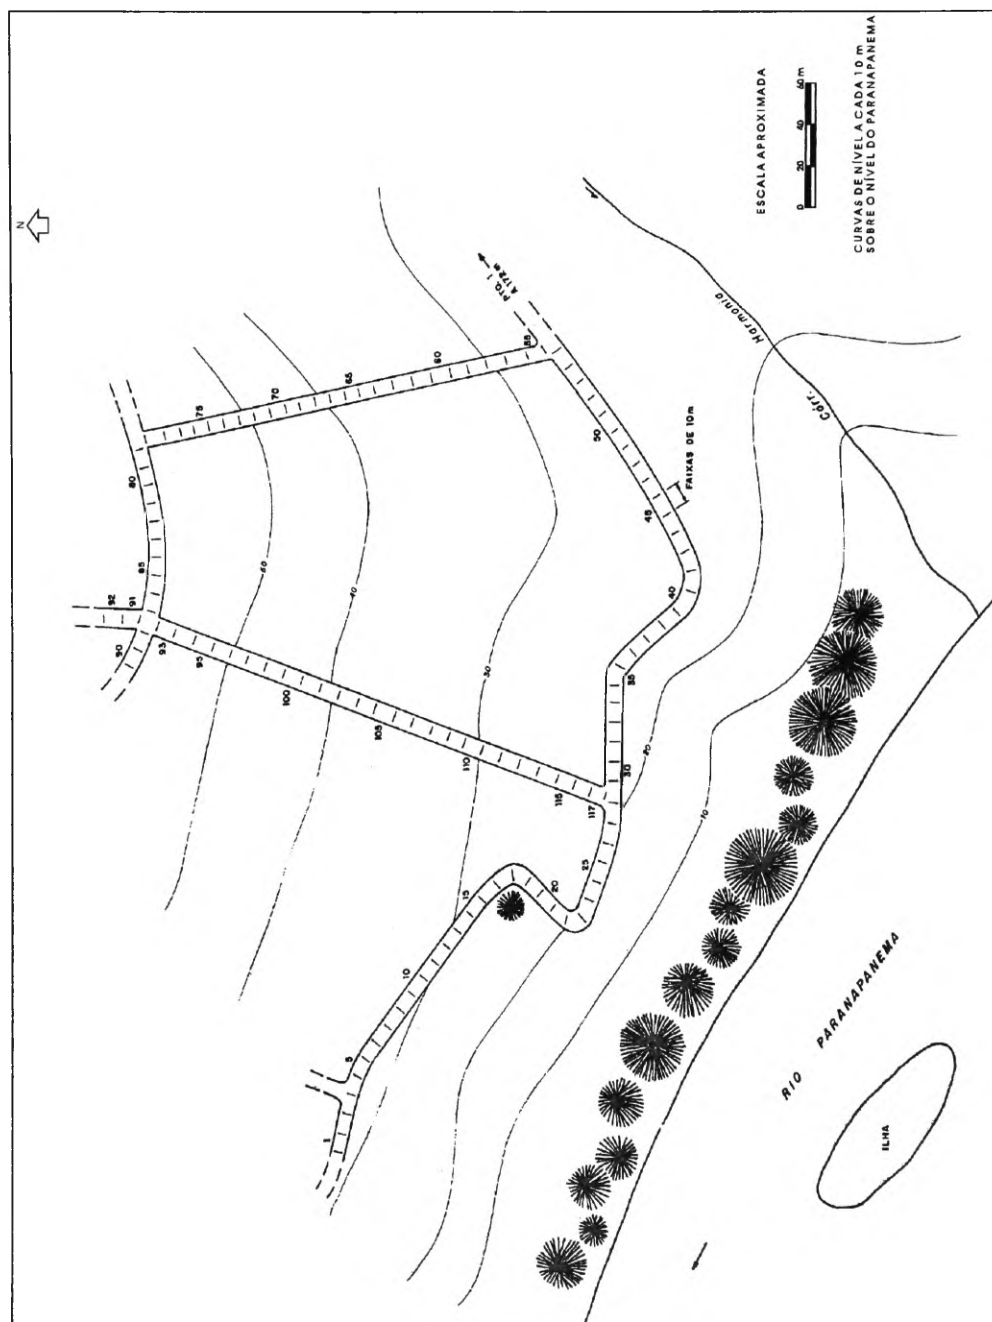 N
ESCALA APROXIMADA
0 20 40 60 m
CURVAS DE NÍVEL A CADA 10 m
SOBRE O NÍVEL DO PARANAPANEMA
PTO. 1
A 172 m
Córr. Harmonia
FAIXAS DE 10m
RIO PARANAPANEMA
ILHA
1
5
10
15
20
25
30
35
40
45
50
55
60
65
70
75
80
85
90
91
92
93
95
100
105
110
115
117
10
20
30
40